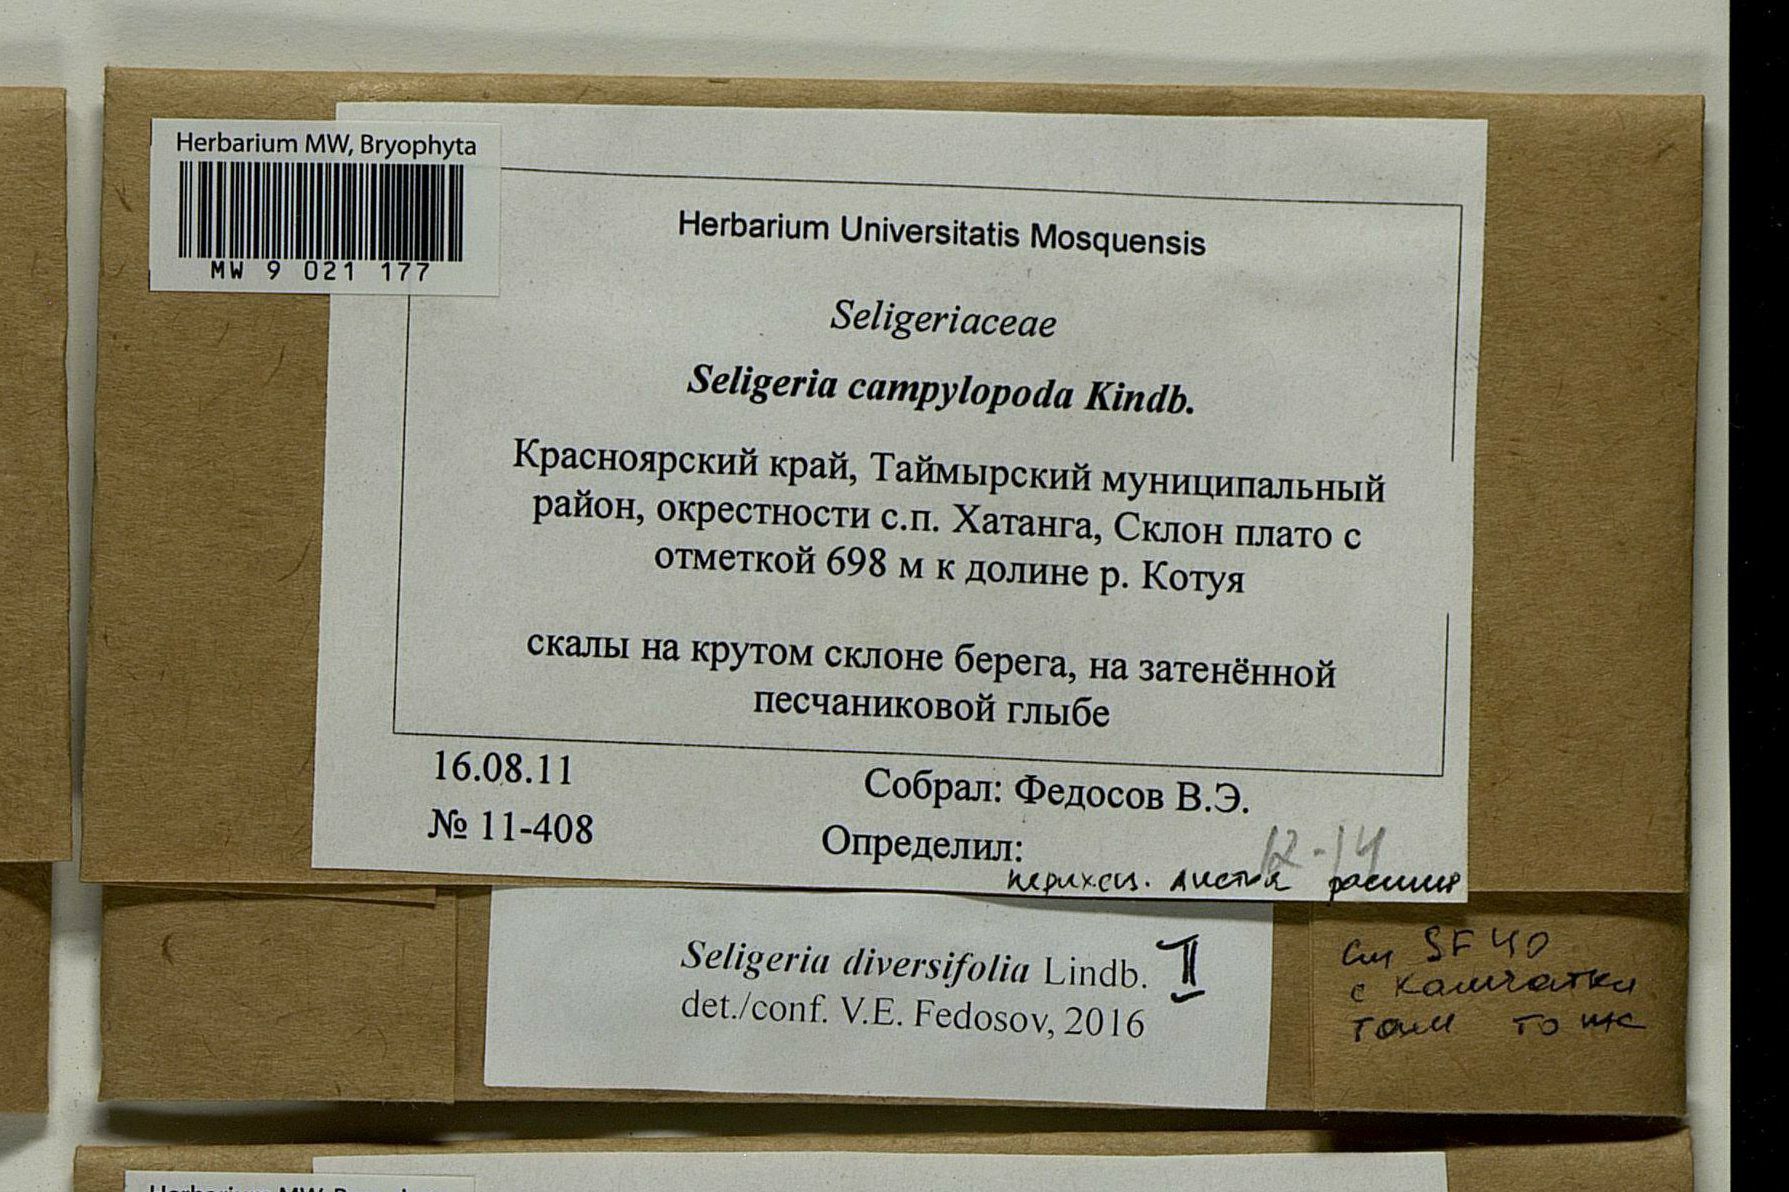 Herbarium MW, Bryophyta
MW 9 021 177
Herbarium Universitatis Mosquensis
Seligeriaceae
Seligeria campylopoda Kindb.
Красноярский край, Таймырский муниципальный
район, окрестности с.п. Хатанга, Склон плато с
отметкой 698 м к долине р. Котуя
скалы на крутом склоне берега, на затенённой
песчаниковой глыбе
16.08.11
Собрал: Федосов В.Э.
№ 11-408
Определил:
12-14
перихец. листья
Seligeria diversifolia Lindb. II
det./conf. V.E. Fedosov, 2016
См SF 40
с Камчатки
там то же